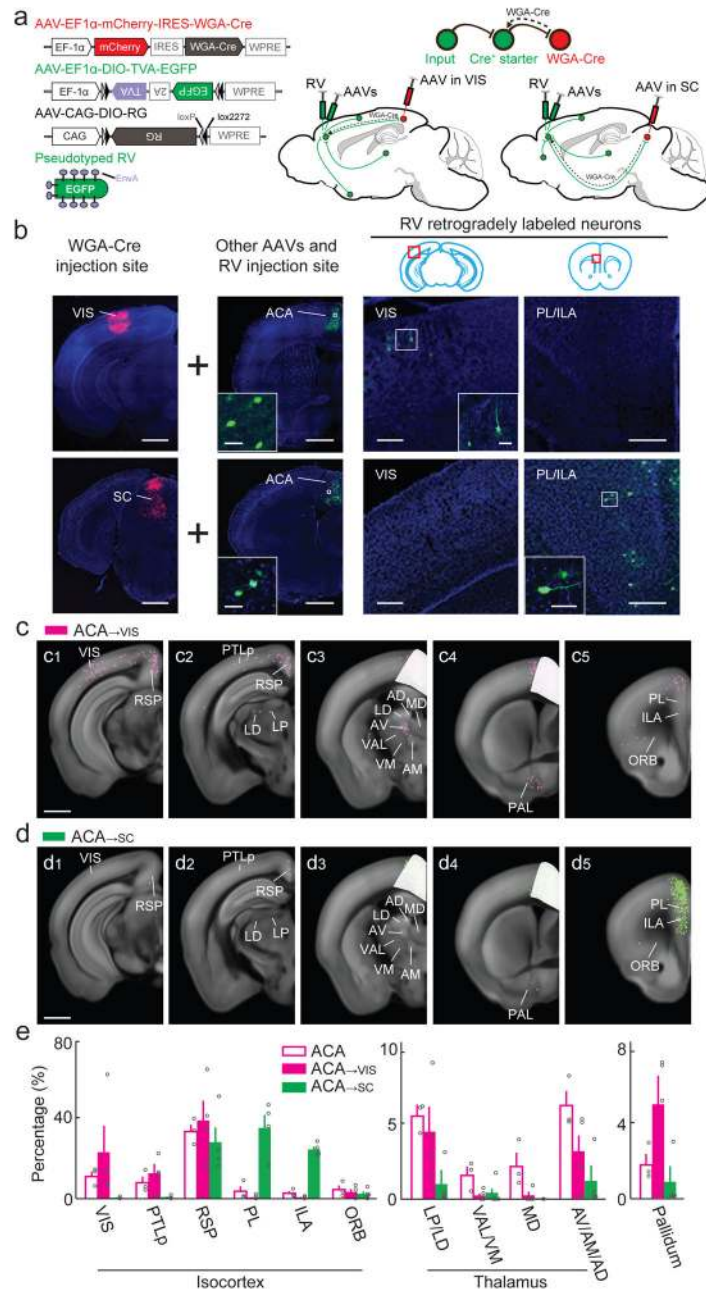 a
AAV-EF1α-mCherry-IRES-WGA-Cre
EF-1α mCherry IRES WGA-Cre WPRE
AAV-EF1α-DIO-TVA-EGFP
EF-1α TVA 2A EGFP WPRE
AAV-CAG-DIO-RG
loxP lox2272
CAG RG WPRE
Pseudotyped RV
EnvA
EGFP
WGA-Cre
Input Cre⁺ starter WGA-Cre
RV AAVs AAV in VIS
WGA-Cre
RV AAVs AAV in SC
WGA-Cre
b
WGA-Cre
injection site
Other AAVs and
RV injection site
RV retrogradely labeled neurons
VIS ACA VIS PL/ILA
+
SC ACA VIS PL/ILA
+
c ACA→VIS
c1 VIS RSP
c2 PTLp RSP LD LP
c3 AD LD MD AV VAL VM AM
c4 PAL
c5 PL ILA ORB
d ACA→SC
d1 VIS RSP
d2 PTLp RSP LD LP
d3 AD LD MD AV VAL VM AM
d4 PAL
d5 PL ILA ORB
e
Percentage (%)
80
40
0
ACA
ACA→VIS
ACA→SC
VIS PTLp RSP PL ILA ORB
Isocortex
10
5
0
LP/LD VAL/VM MD AV/AM/AD
Thalamus
8
4
0
Pallidum